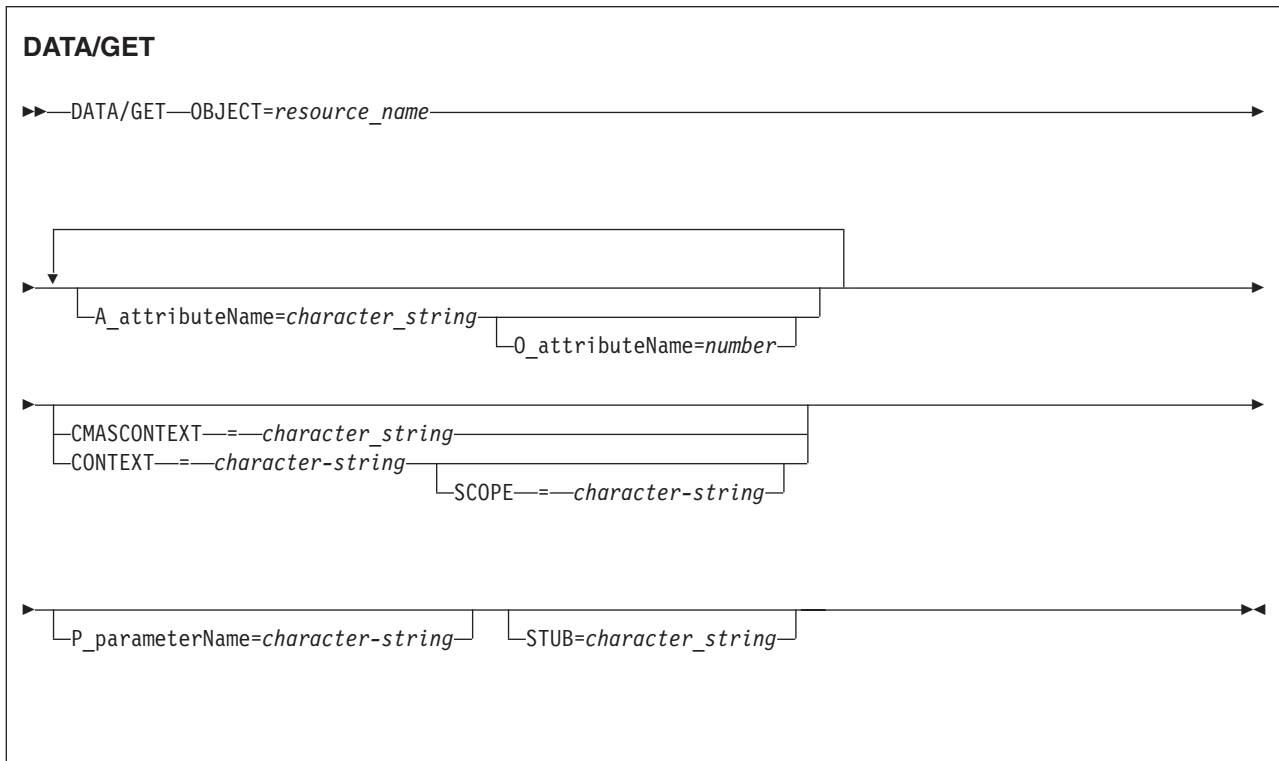 DATA/GET
DATA/GET OBJECT=resource_name
A_attributeName=character_string
O_attributeName=number
CMASCONTEXT = character_string
CONTEXT = character-string
SCOPE = character-string
P_parameterName=character-string STUB=character_string